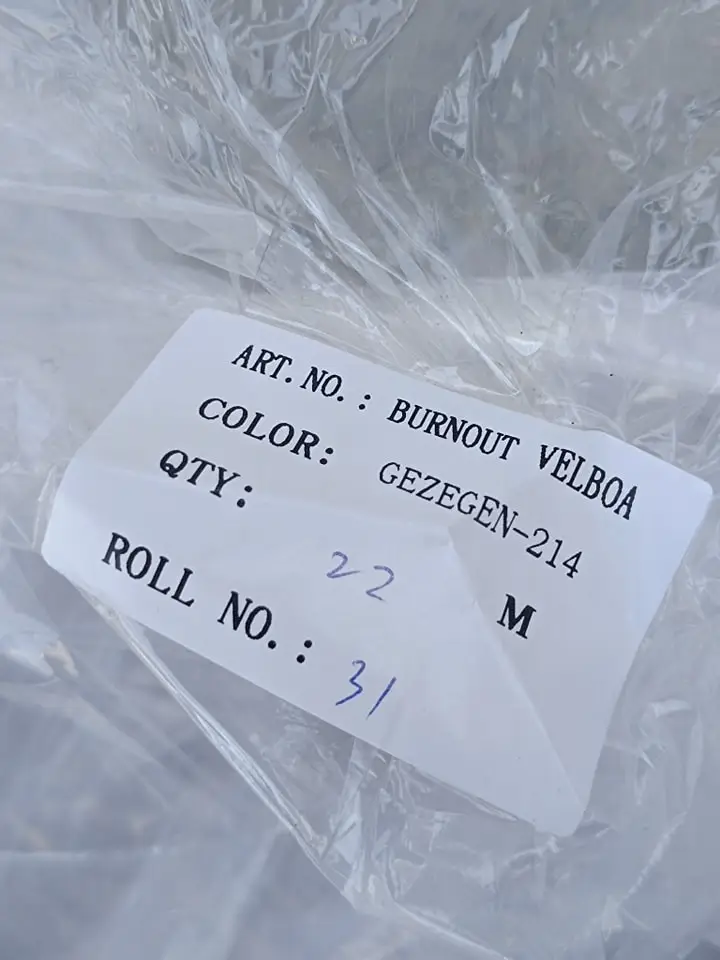 ART. NO. : BURNOUT VELBOA
COLOR: GEZEGEN-214
QTY: 22 M
ROLL NO. : 31